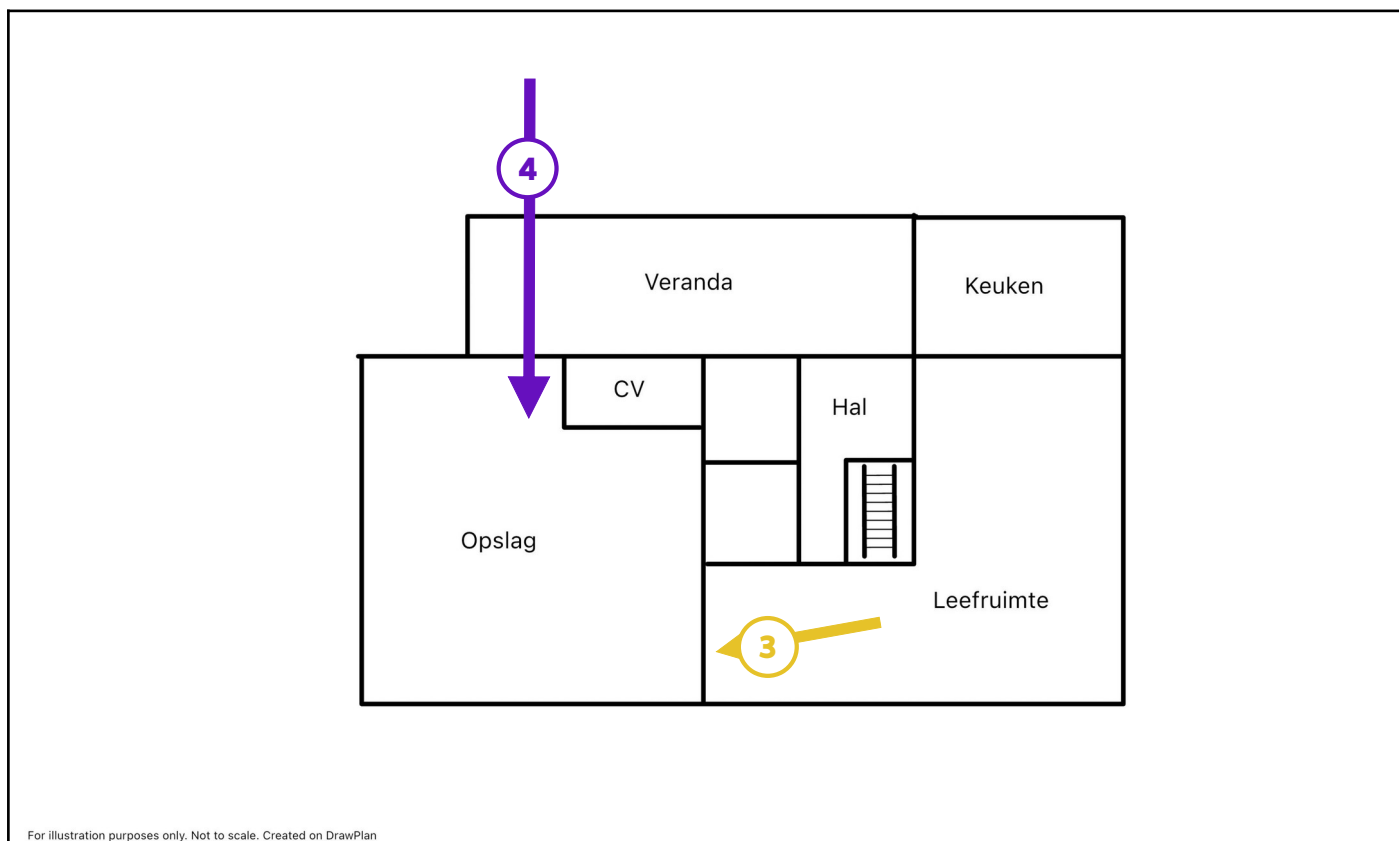 4
Veranda
Keuken
CV
Hal
Opslag
Leefruimte
3
For illustration purposes only. Not to scale. Created on DrawPlan